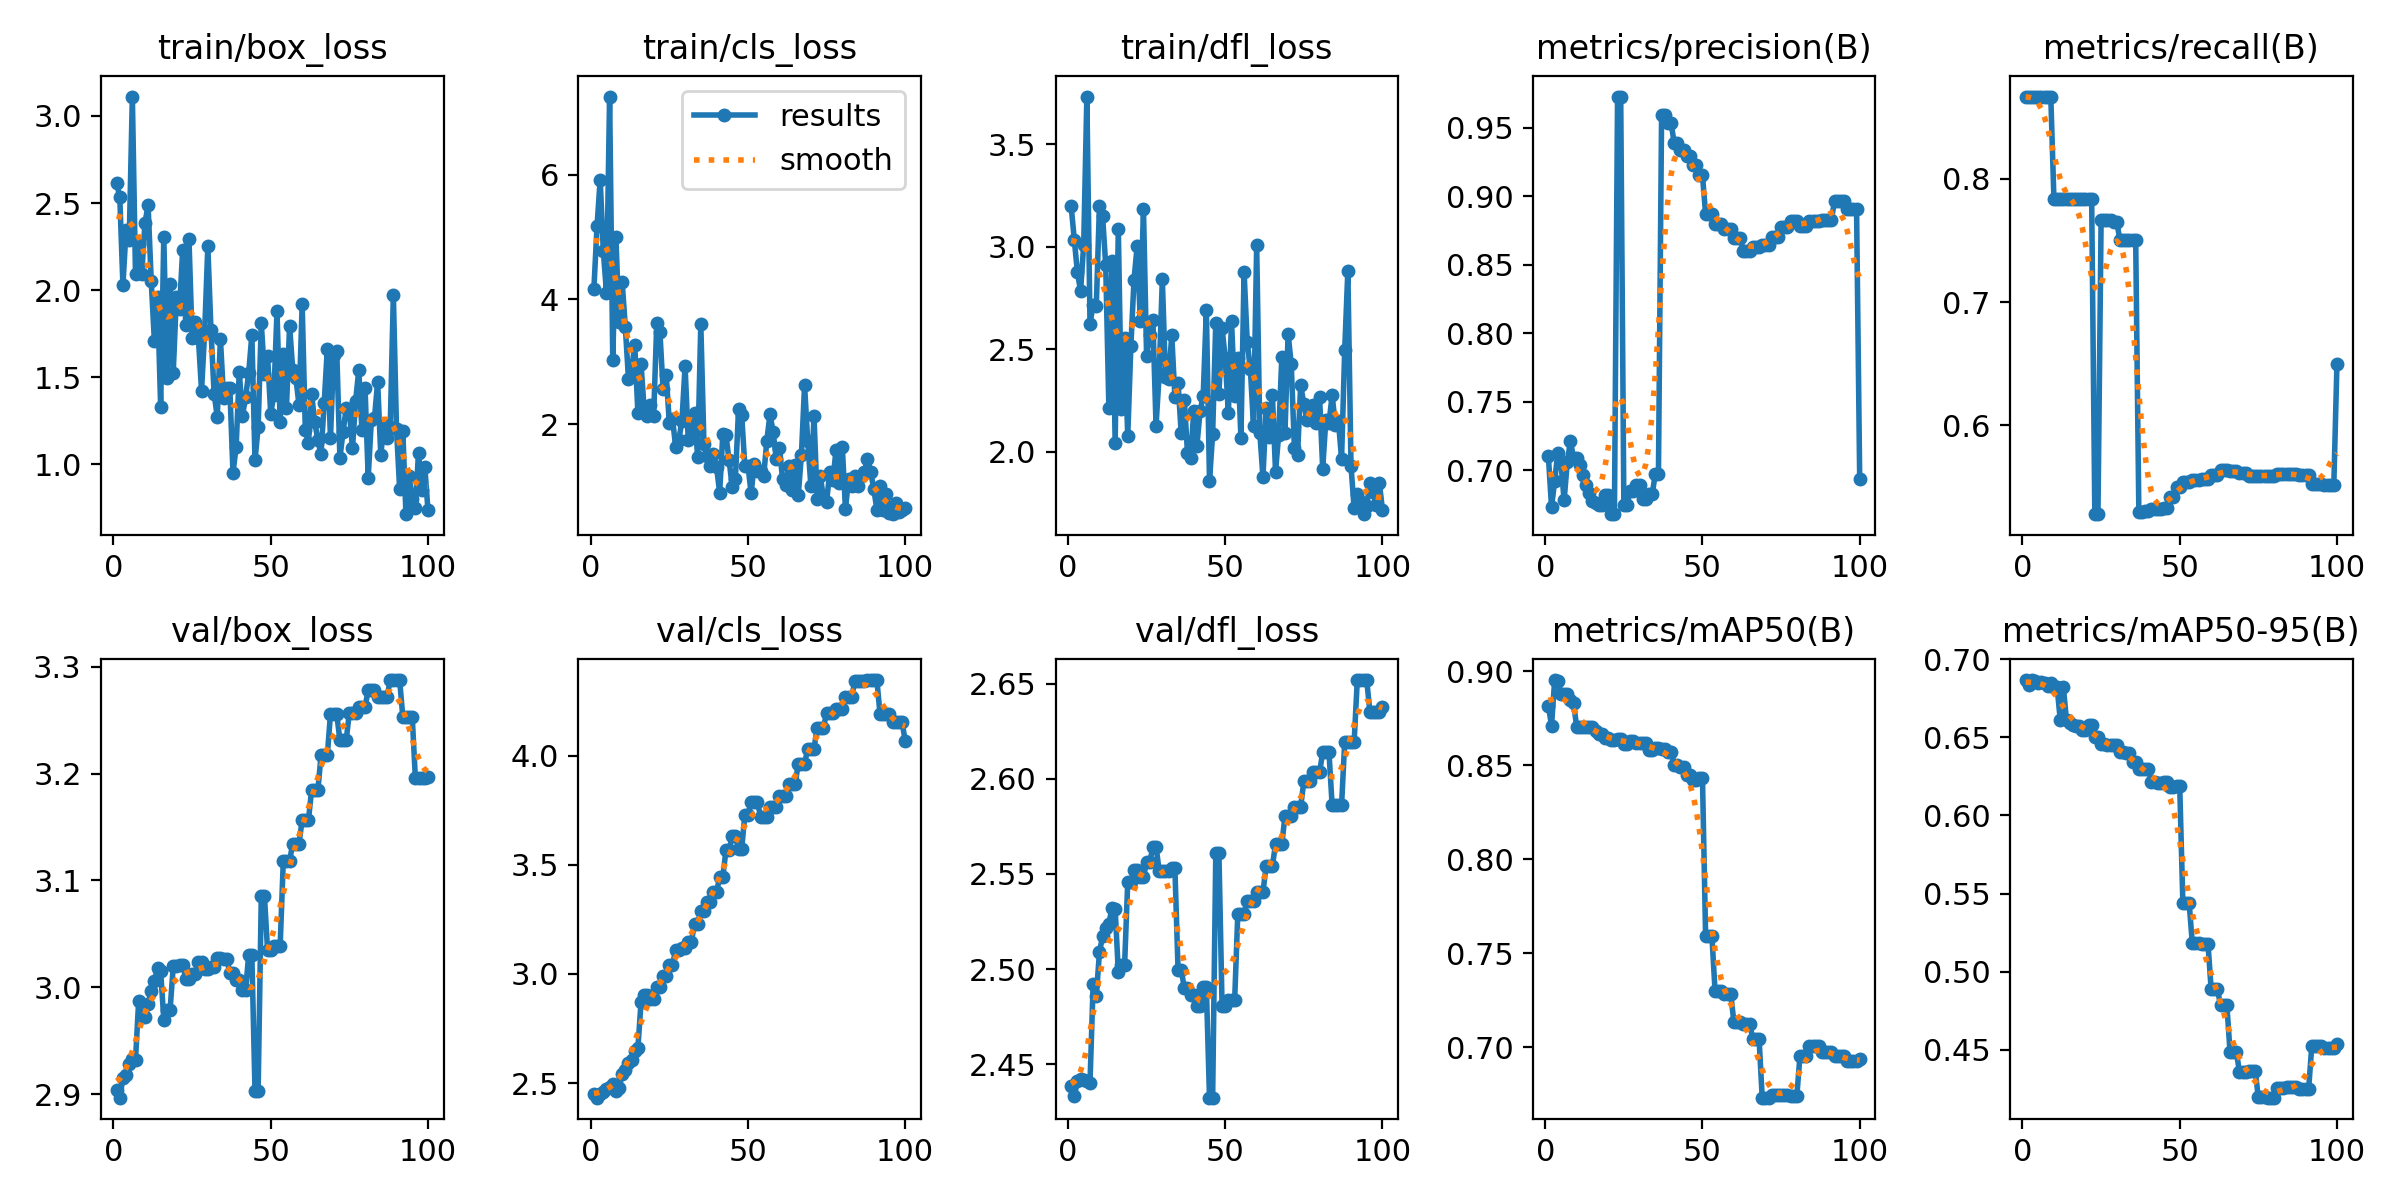 train/box_loss
3.0
2.5
2.0
1.5
1.0
0 50 100
train/cls_loss
results
smooth
6
4
2
0 50 100
train/dfl_loss
3.5
3.0
2.5
2.0
0 50 100
metrics/precision(B)
0.95
0.90
0.85
0.80
0.75
0.70
0 50 100
metrics/recall(B)
0.8
0.7
0.6
0 50 100
val/box_loss
3.3
3.2
3.1
3.0
2.9
0 50 100
val/cls_loss
4.0
3.5
3.0
2.5
0 50 100
val/dfl_loss
2.65
2.60
2.55
2.50
2.45
0 50 100
metrics/mAP50(B)
0.90
0.85
0.80
0.75
0.70
0 50 100
metrics/mAP50-95(B)
0.70
0.65
0.60
0.55
0.50
0.45
0 50 100